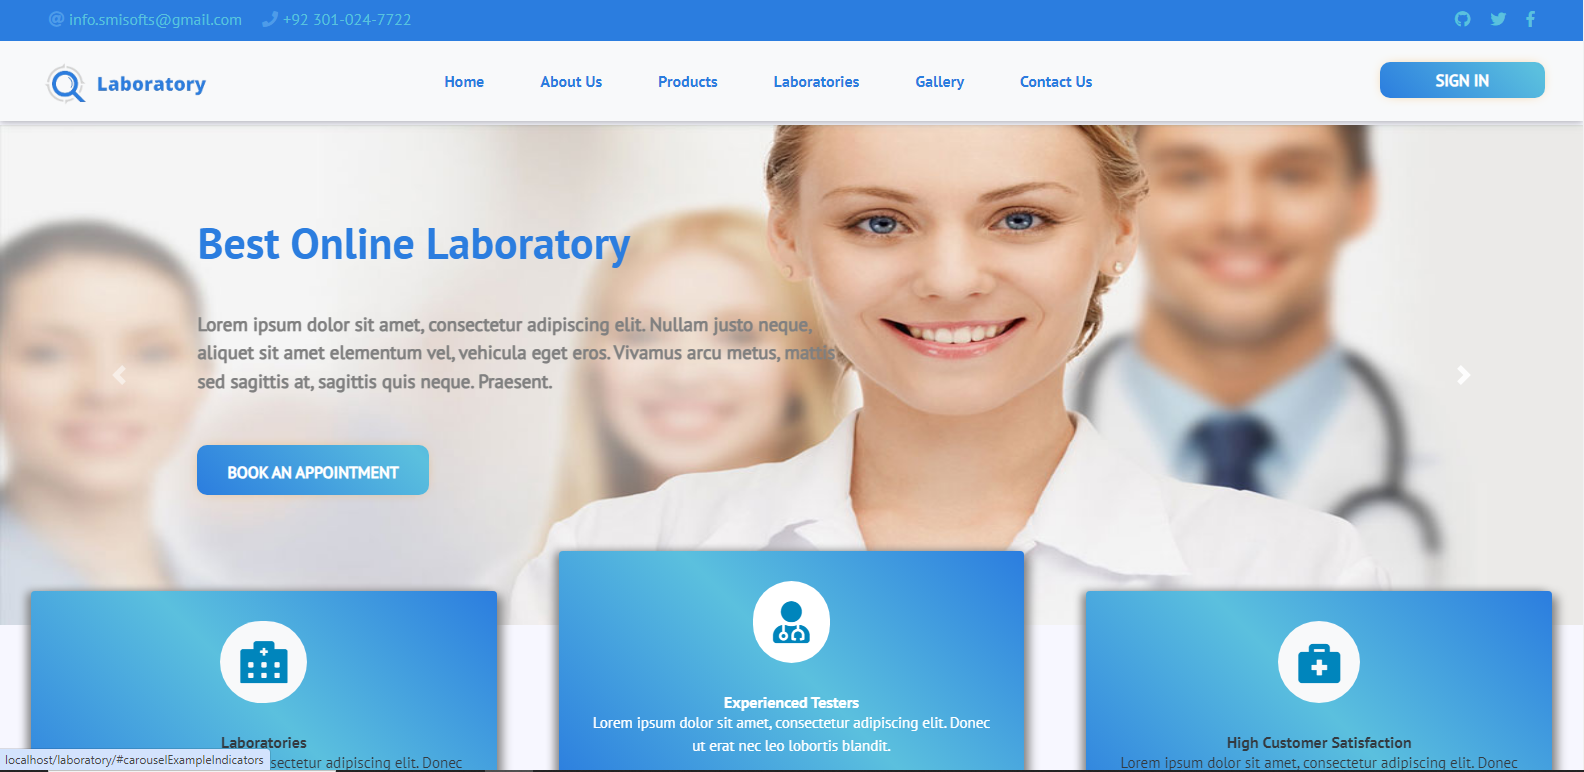 info.smisofts@gmail.com +92 301-024-7722
Laboratory
Home About Us Products Laboratories Gallery Contact Us
SIGN IN
Best Online Laboratory
Lorem ipsum dolor sit amet, consectetur adipiscing elit. Nullam justo neque,
aliquet sit amet elementum vel, vehicula eget eros. Vivamus arcu metus, mattis
sed sagittis at, sagittis quis neque. Praesent.
BOOK AN APPOINTMENT
Laboratories
sectetur adipiscing elit. Donec
Experienced Testers
Lorem ipsum dolor sit amet, consectetur adipiscing elit. Donec
ut erat nec leo lobortis blandit.
High Customer Satisfaction
Lorem ipsum dolor sit amet, consectetur adipiscing elit. Donec
localhost/laboratory/#carouselExampleIndicators